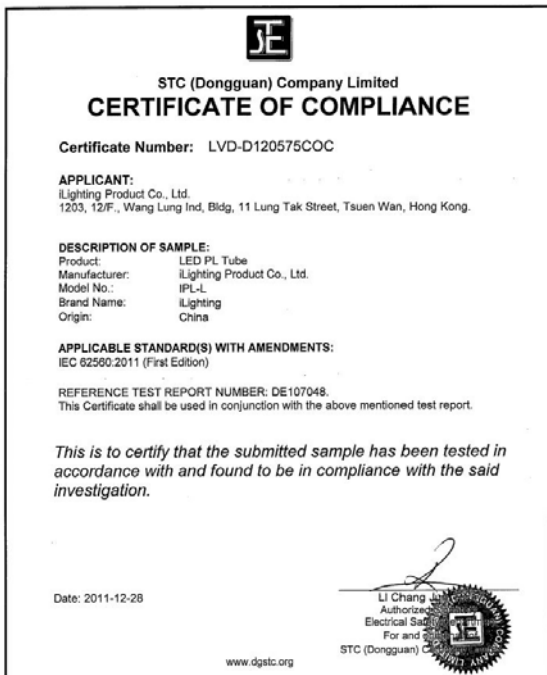 STC (Dongguan) Company Limited
CERTIFICATE OF COMPLIANCE
Certificate Number: LVD-D120575COC
APPLICANT:
iLighting Product Co., Ltd.
1203, 12/F., Wang Lung Ind, Bldg, 11 Lung Tak Street, Tsuen Wan, Hong Kong.
DESCRIPTION OF SAMPLE:
Product: LED PL Tube
Manufacturer: iLighting Product Co., Ltd.
Model No.: IPL-L
Brand Name: iLighting
Origin: China
APPLICABLE STANDARD(S) WITH AMENDMENTS:
IEC 62560:2011 (First Edition)
REFERENCE TEST REPORT NUMBER: DE107048.
This Certificate shall be used in conjunction with the above mentioned test report.
This is to certify that the submitted sample has been tested in
accordance with and found to be in compliance with the said
investigation.
Date: 2011-12-28
LI Chang
Authorized
Electrical
For and
STC (Dongguan)
www.dgstc.org